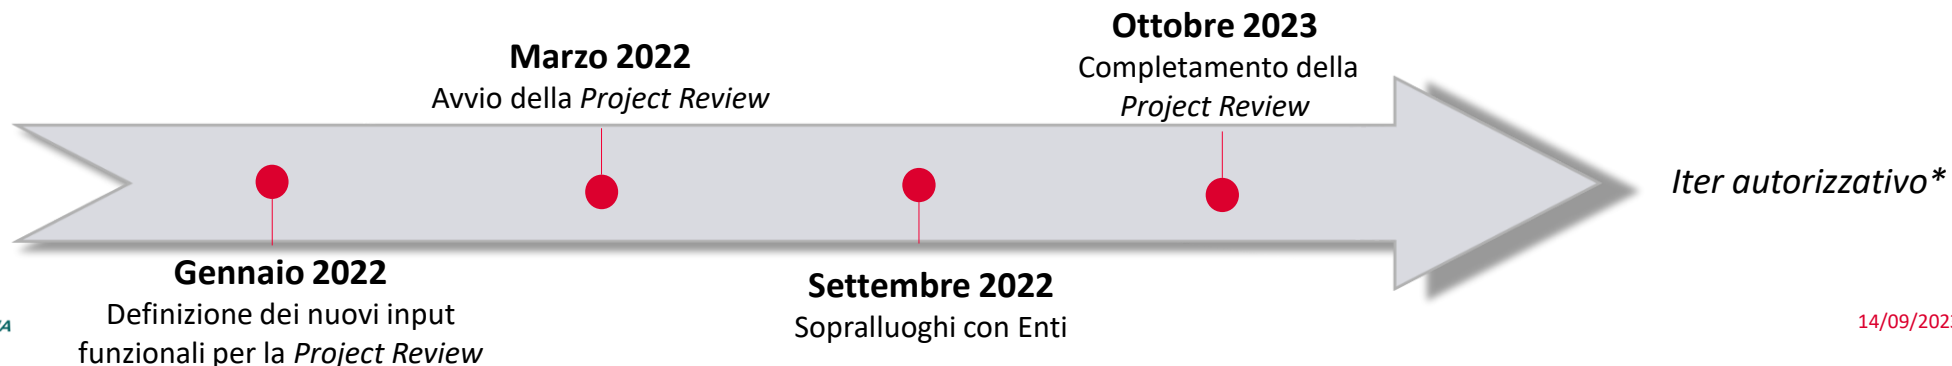 Ottobre 2023
Completamento della
Project Review
Marzo 2022
Avvio della Project Review
Iter autorizzativo*
Gennaio 2022
Definizione dei nuovi input
funzionali per la Project Review
Settembre 2022
Sopralluoghi con Enti